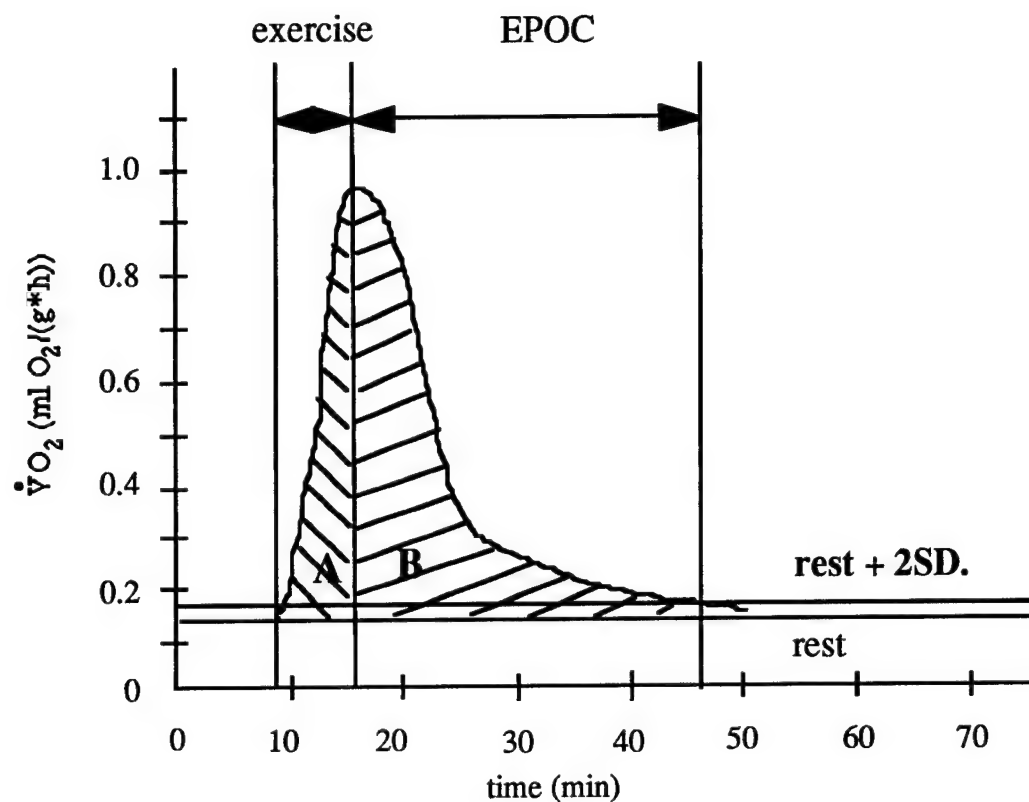 exercise EPOC
1.0
0.8
0.6
0.4
0.2
0
V̇O₂ (ml O₂/(g*h))
A B
rest + 2SD.
rest
0 10 20 30 40 50 60 70
time (min)